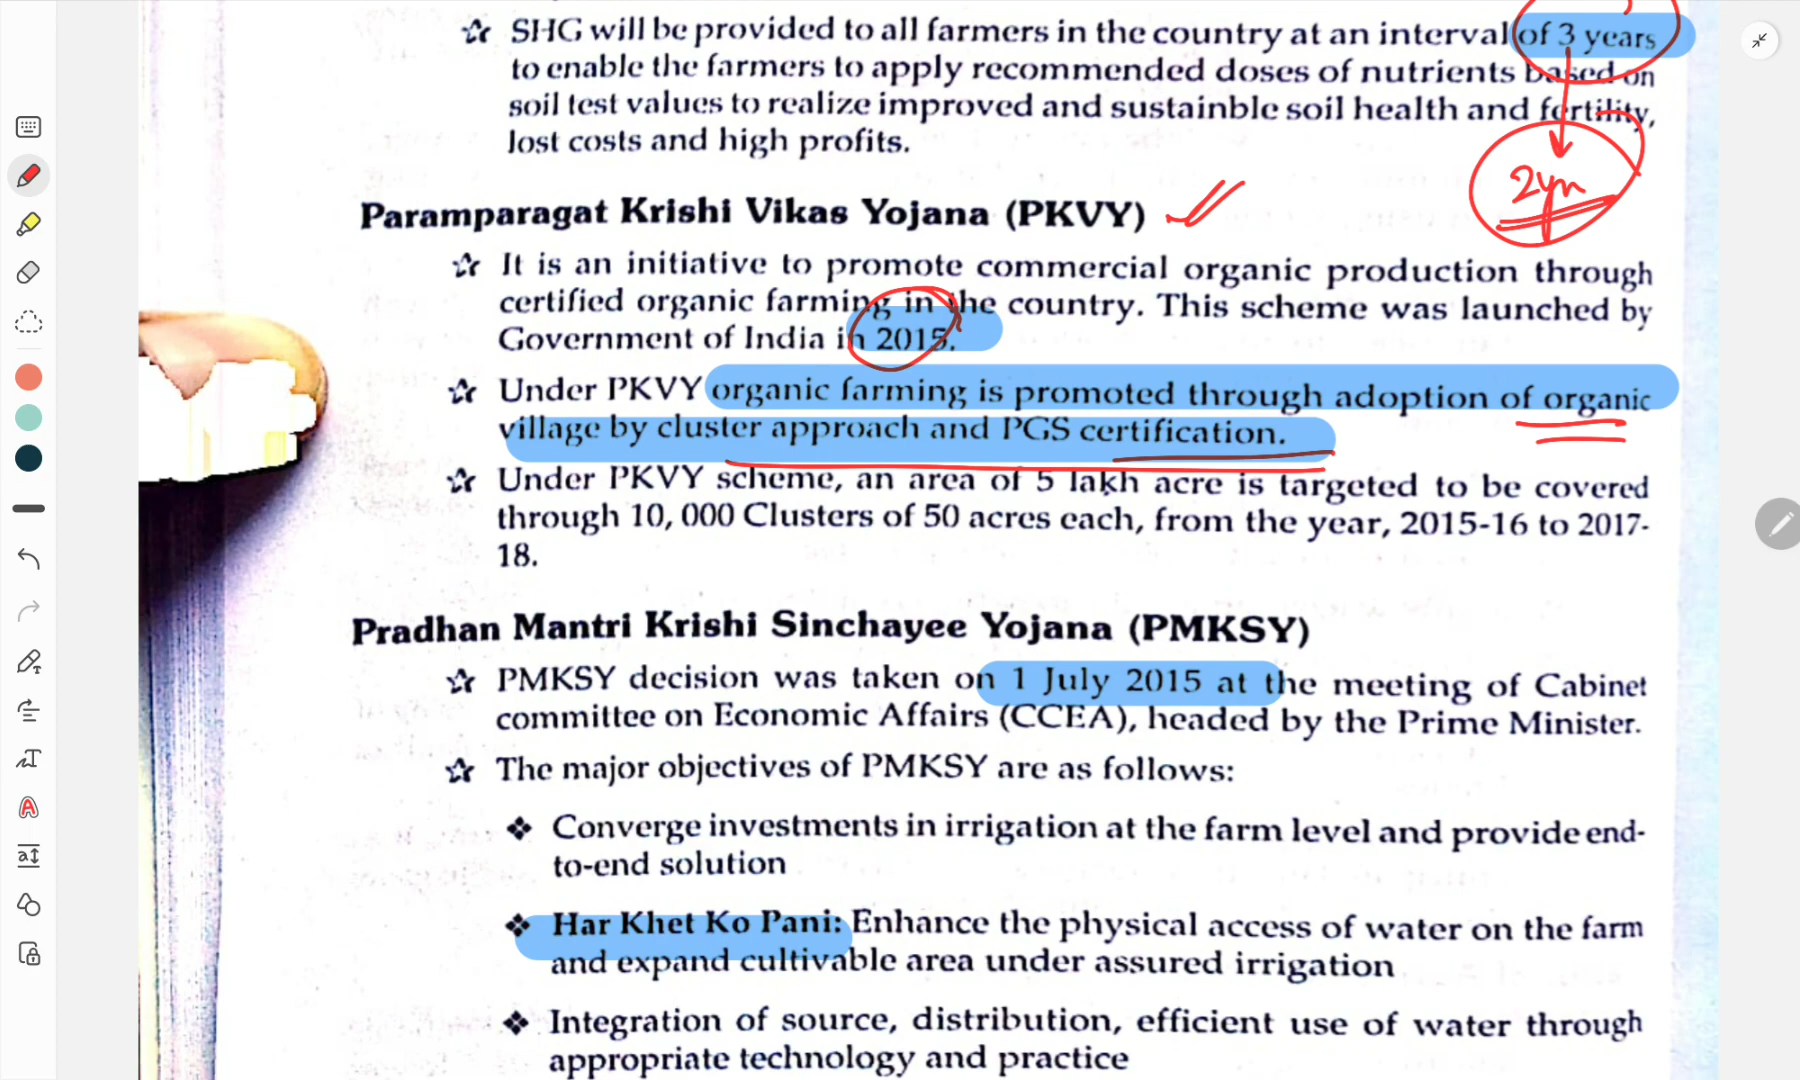 SHG will be provided to all farmers in the country at an interval of 3 years
to enable the farmers to apply recommended doses of nutrients based on
soil test values to realize improved and sustainble soil health and fertility,
lost costs and high profits.
2yr
Paramparagat Krishi Vikas Yojana (PKVY)
It is an initiative to promote commercial organic production through
certified organic farming in the country. This scheme was launched by
Government of India in 2015.
Under PKVY organic farming is promoted through adoption of organic
village by cluster approach and PGS certification.
Under PKVY scheme, an area of 5 lakh acre is targeted to be covered
through 10, 000 Clusters of 50 acres each, from the year, 2015-16 to 2017-
18.
Pradhan Mantri Krishi Sinchayee Yojana (PMKSY)
PMKSY decision was taken on 1 July 2015 at the meeting of Cabinet
committee on Economic Affairs (CCEA), headed by the Prime Minister.
The major objectives of PMKSY are as follows:
Converge investments in irrigation at the farm level and provide end-
to-end solution
Har Khet Ko Pani: Enhance the physical access of water on the farm
and expand cultivable area under assured irrigation
Integration of source, distribution, efficient use of water through
appropriate technology and practice